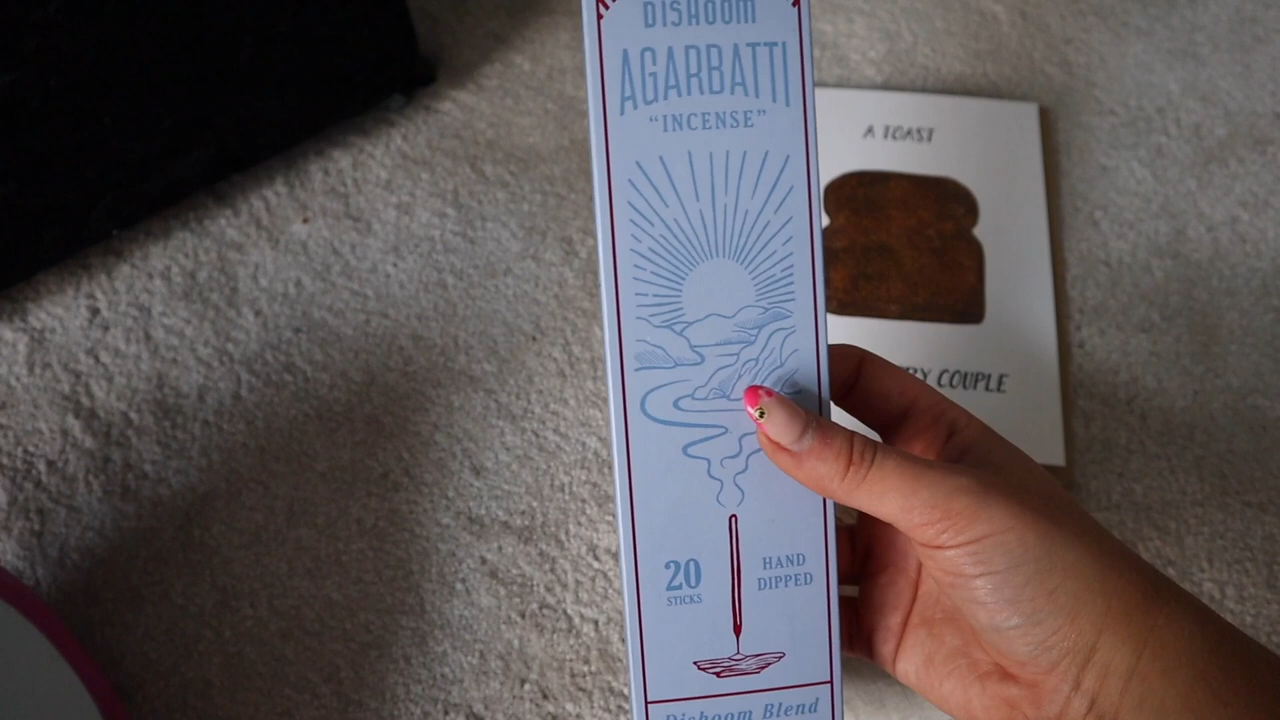 DISHOOM
AGARBATTI
“INCENSE”
20
STICKS
HAND
DIPPED
Dishoom Blend
A TOAST
COUPLE